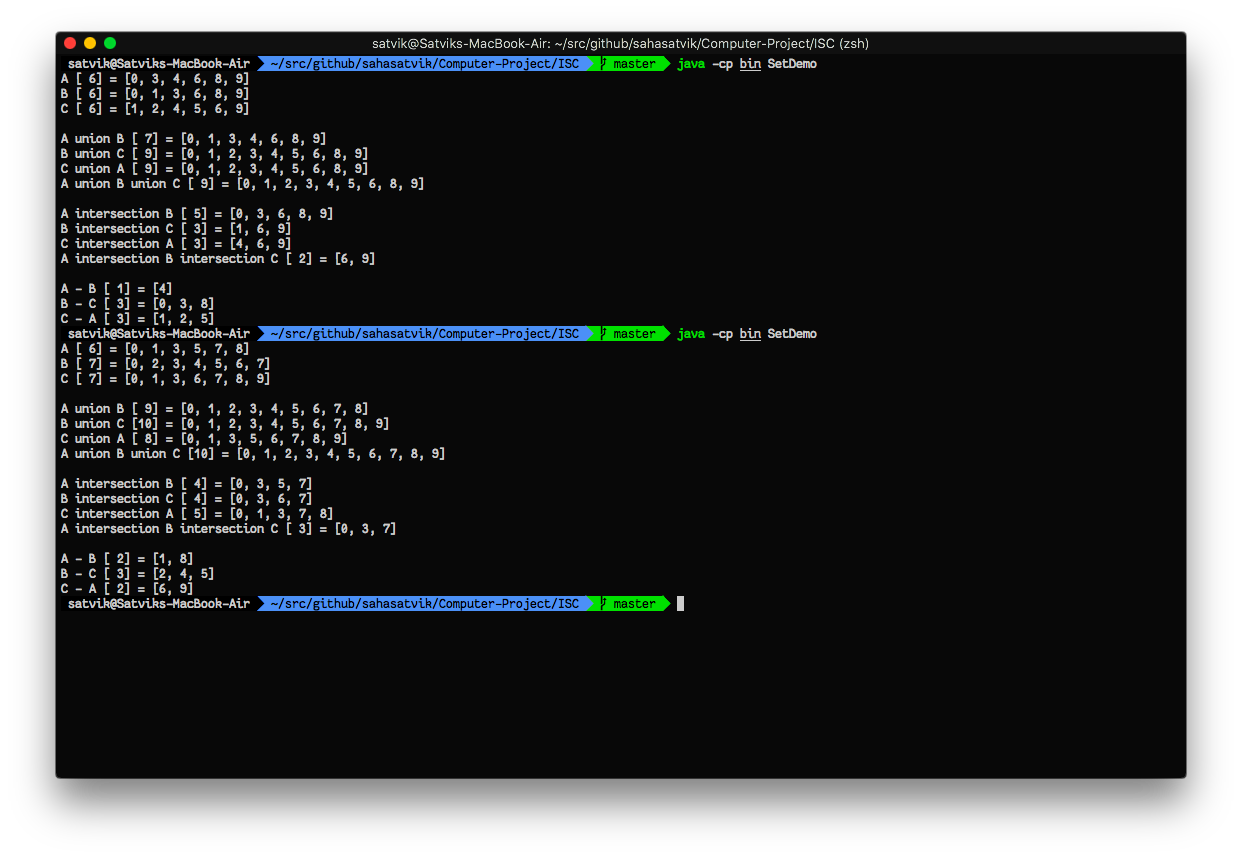 satvik@Satviks-MacBook-Air: ~/src/github/sahasatvik/Computer-Project/ISC (zsh)
satvik@Satviks-MacBook-Air ~/src/github/sahasatvik/Computer-Project/ISC master java -cp bin SetDemo
A [ 6] = [0, 3, 4, 6, 8, 9]
B [ 6] = [0, 1, 3, 6, 8, 9]
C [ 6] = [1, 2, 4, 5, 6, 9]

A union B [ 7] = [0, 1, 3, 4, 6, 8, 9]
B union C [ 9] = [0, 1, 2, 3, 4, 5, 6, 8, 9]
C union A [ 9] = [0, 1, 2, 3, 4, 5, 6, 8, 9]
A union B union C [ 9] = [0, 1, 2, 3, 4, 5, 6, 8, 9]

A intersection B [ 5] = [0, 3, 6, 8, 9]
B intersection C [ 3] = [1, 6, 9]
C intersection A [ 3] = [4, 6, 9]
A intersection B intersection C [ 2] = [6, 9]

A - B [ 1] = [4]
B - C [ 3] = [0, 3, 8]
C - A [ 3] = [1, 2, 5]
satvik@Satviks-MacBook-Air ~/src/github/sahasatvik/Computer-Project/ISC master java -cp bin SetDemo
A [ 6] = [0, 1, 3, 5, 7, 8]
B [ 7] = [0, 2, 3, 4, 5, 6, 7]
C [ 7] = [0, 1, 3, 6, 7, 8, 9]

A union B [ 9] = [0, 1, 2, 3, 4, 5, 6, 7, 8]
B union C [10] = [0, 1, 2, 3, 4, 5, 6, 7, 8, 9]
C union A [ 8] = [0, 1, 3, 5, 6, 7, 8, 9]
A union B union C [10] = [0, 1, 2, 3, 4, 5, 6, 7, 8, 9]

A intersection B [ 4] = [0, 3, 5, 7]
B intersection C [ 4] = [0, 3, 6, 7]
C intersection A [ 5] = [0, 1, 3, 7, 8]
A intersection B intersection C [ 3] = [0, 3, 7]

A - B [ 2] = [1, 8]
B - C [ 3] = [2, 4, 5]
C - A [ 2] = [6, 9]
satvik@Satviks-MacBook-Air ~/src/github/sahasatvik/Computer-Project/ISC master